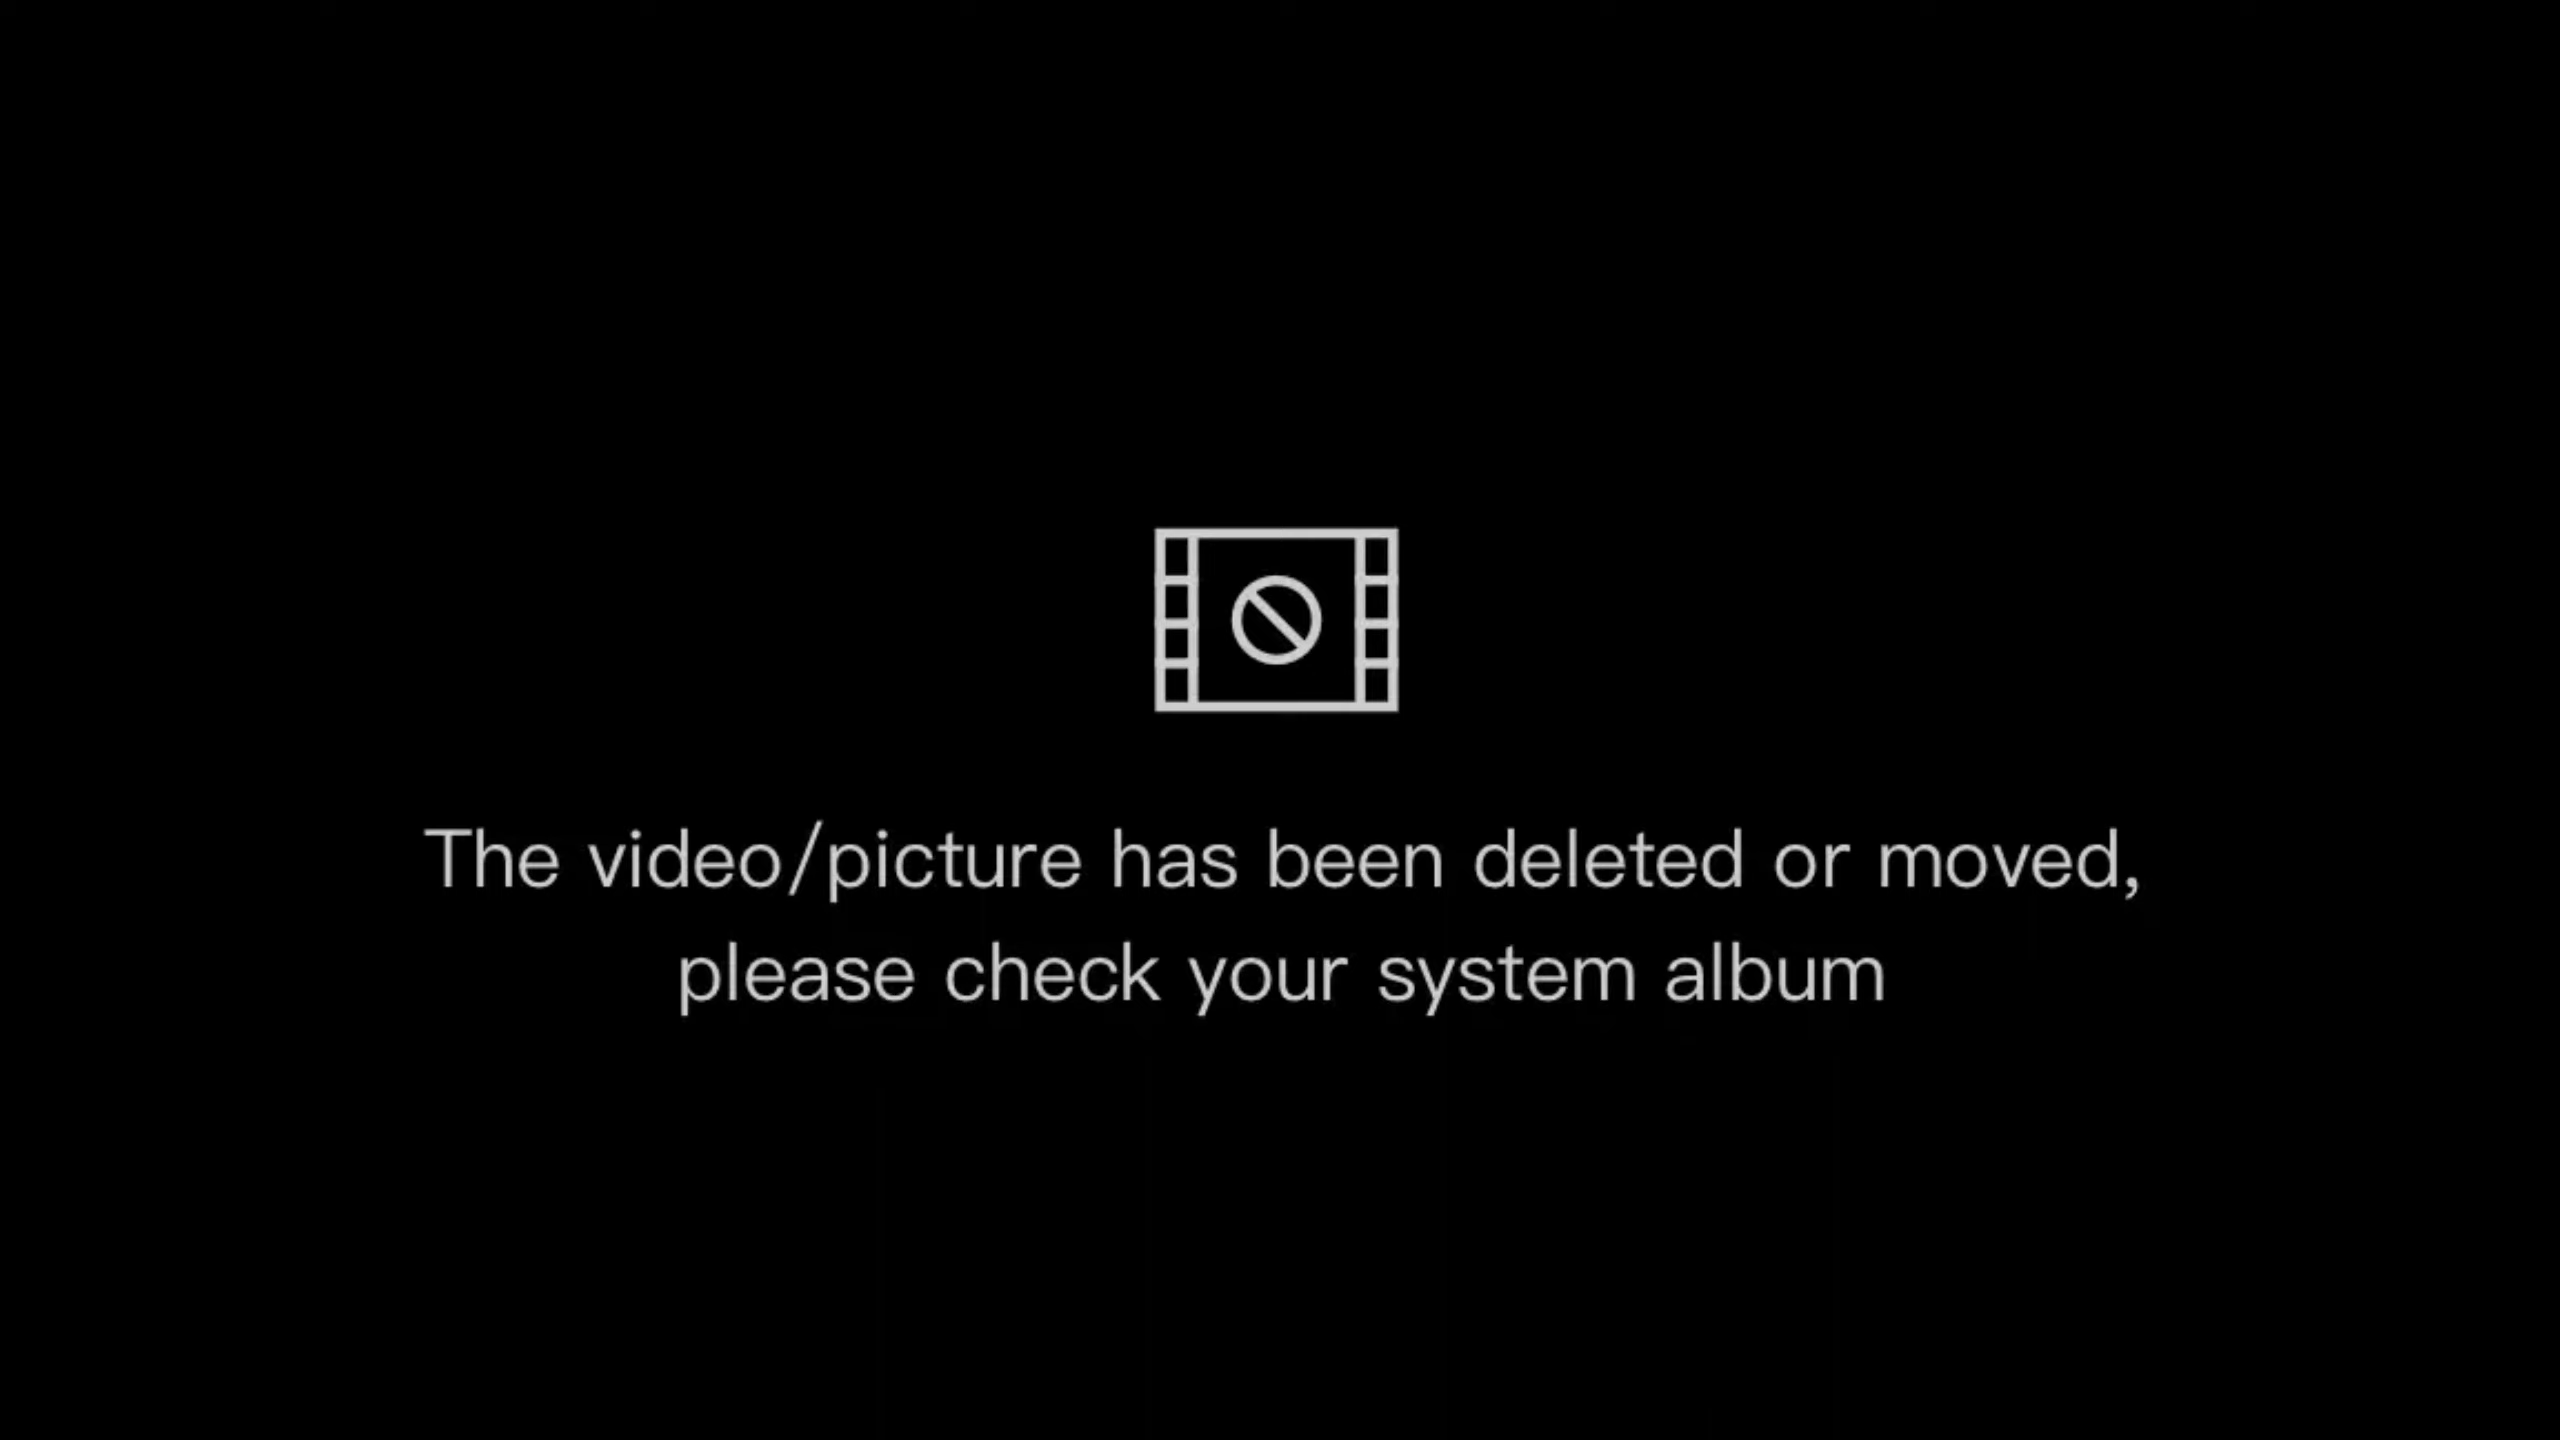 The video/picture has been deleted or moved,
please check your system album